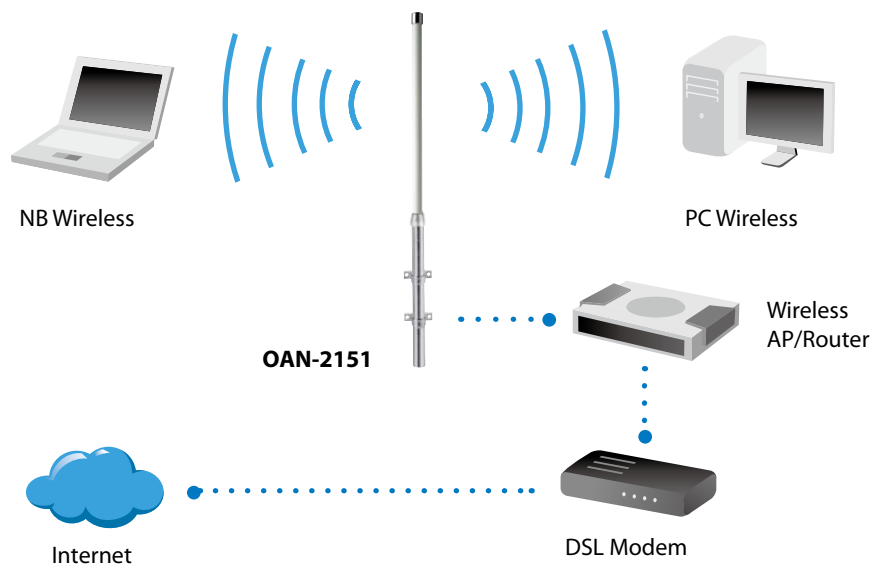 NB Wireless
PC Wireless
Wireless
AP/Router
OAN-2151
Internet
DSL Modem